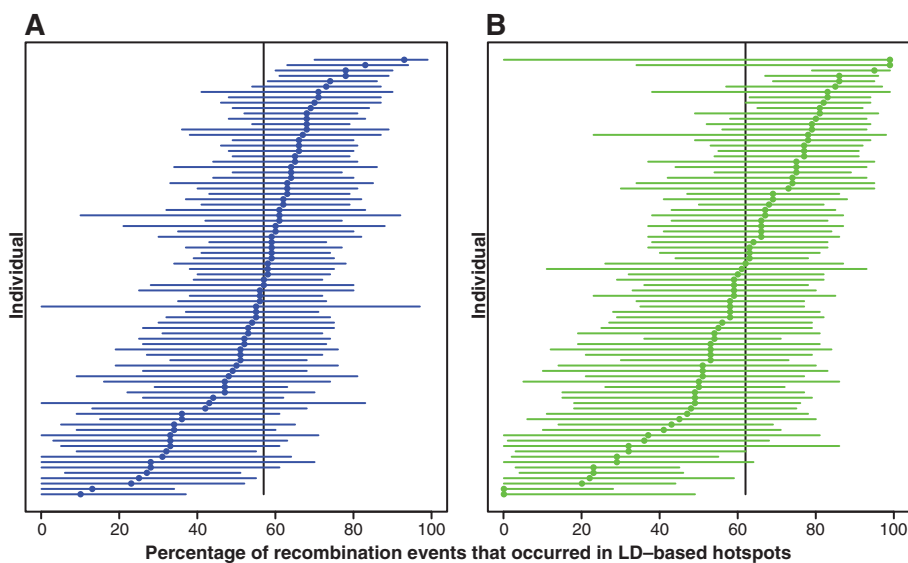 A
B
Individual
Individual
0 20 40 60 80 100
0 20 40 60 80 100
Percentage of recombination events that occurred in LD–based hotspots